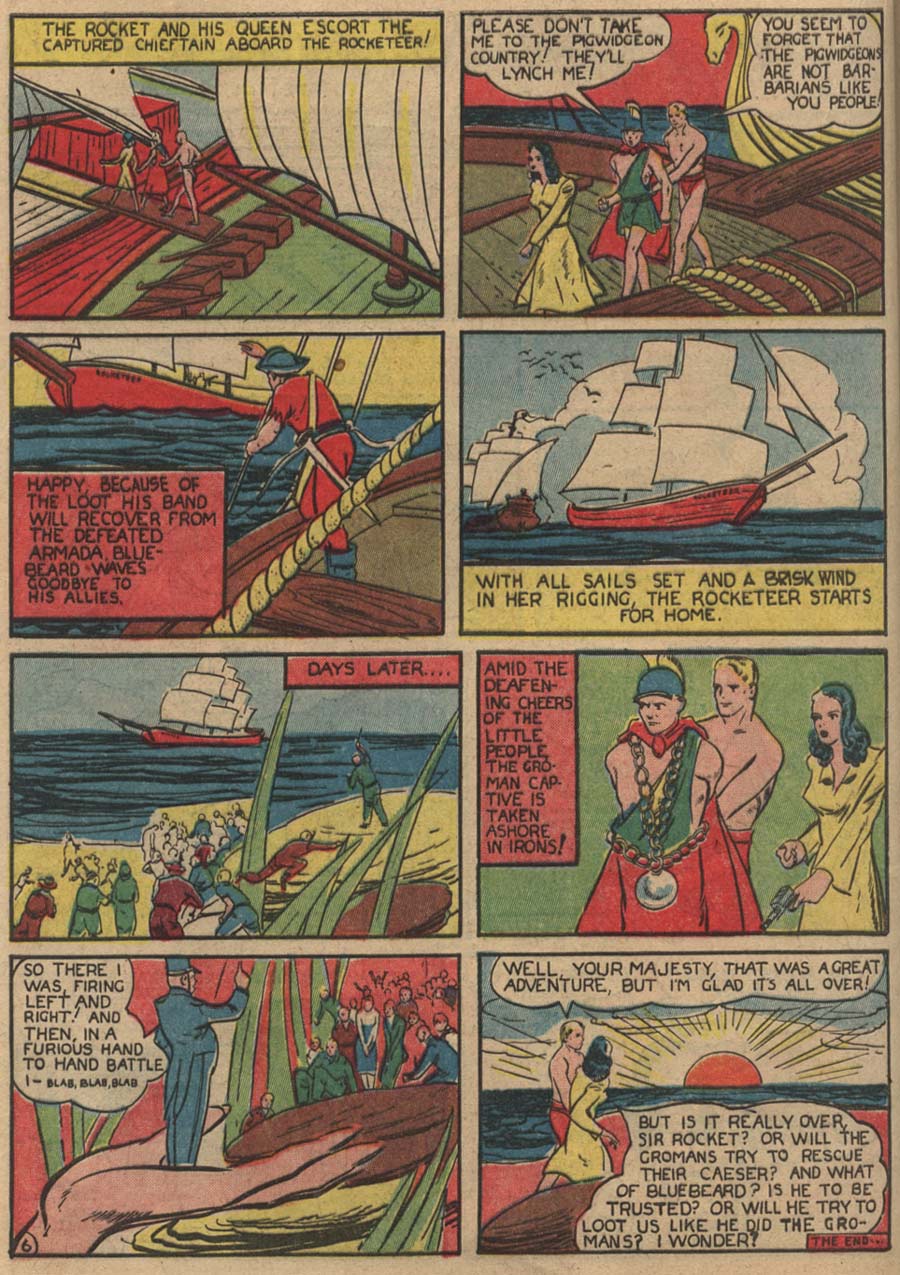 THE ROCKET AND HIS QUEEN ESCORT THE
CAPTURED CHIEFTAIN ABOARD THE ROCKETEER!
PLEASE DON'T TAKE
ME TO THE PIGWIDGEON
COUNTRY! THEY'LL
LYNCH ME!
YOU SEEM TO
FORGET THAT
THE PIGWIDGEONS
ARE NOT BAR-
BARIANS LIKE
YOU PEOPLE!
ROCKETEER
HAPPY, BECAUSE OF
THE LOOT HIS BAND
WILL RECOVER FROM
THE DEFEATED
ARMADA, BLUE-
BEARD WAVES
GOODBYE TO
HIS ALLIES.
ROCKETEER
WITH ALL SAILS SET AND A BRISK WIND
IN HER RIGGING, THE ROCKETEER STARTS
FOR HOME.
DAYS LATER....
AMID THE
DEAFEN-
ING CHEERS
OF THE
LITTLE
PEOPLE
THE GRO-
MAN CAP-
TIVE IS
TAKEN
ASHORE
IN IRONS!
SO THERE I
WAS, FIRING
LEFT AND
RIGHT! AND
THEN, IN A
FURIOUS HAND
TO HAND BATTLE
I- BLAB, BLAB, BLAB
6
WELL, YOUR MAJESTY, THAT WAS A GREAT
ADVENTURE, BUT I'M GLAD IT'S ALL OVER!
BUT IS IT REALLY OVER,
SIR ROCKET? OR WILL THE
GROMANS TRY TO RESCUE
THEIR CAESER? AND WHAT
OF BLUEBEARD? IS HE TO BE
TRUSTED? OR WILL HE TRY TO
LOOT US LIKE HE DID THE GRO-
MANS? I WONDER?
THE END...